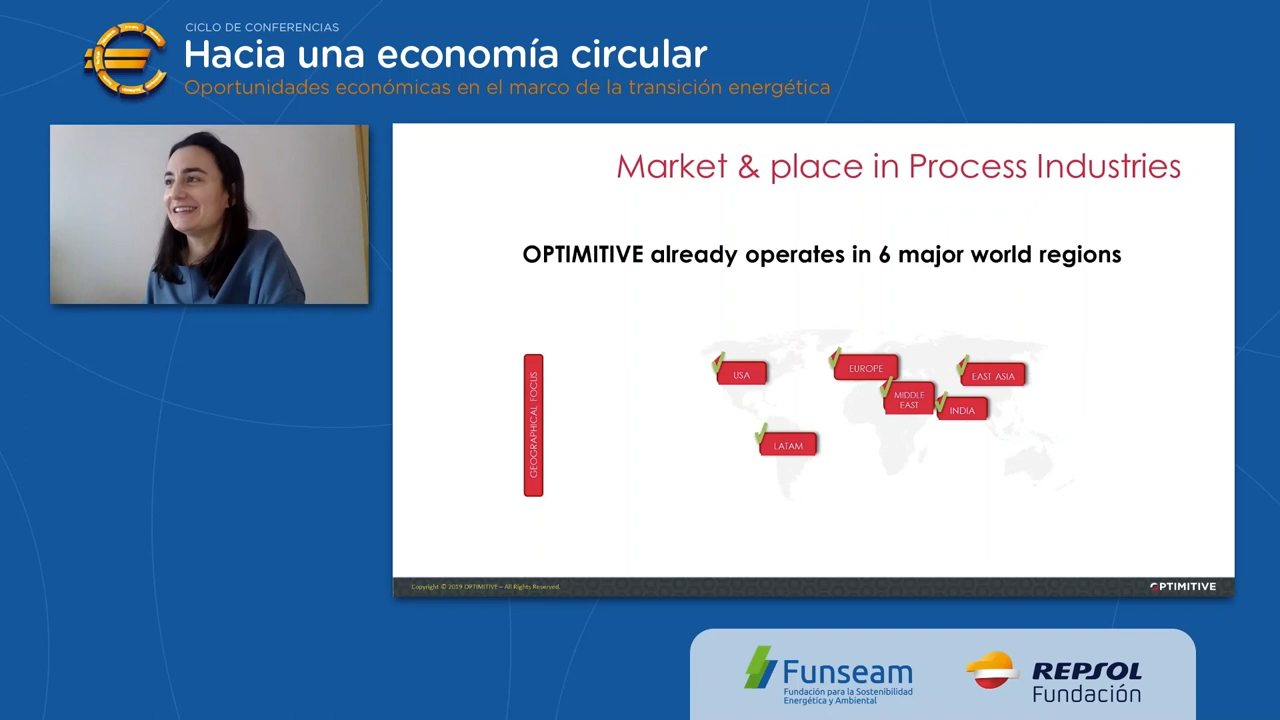 CICLO DE CONFERENCIAS
Hacia una economía circular
Oportunidades económicas en el marco de la transición energética
Market & place in Process Industries
OPTIMITIVE already operates in 6 major world regions
GEOGRAPHICAL FOCUS
USA
EUROPE
EAST ASIA
MIDDLE
EAST
INDIA
LATAM
Copyright © 2019 OPTIMITIVE– All Rights Reserved.
OPTIMITIVE
Funseam
Fundación para la Sostenibilidad
Energética y Ambiental
REPSOL
Fundación